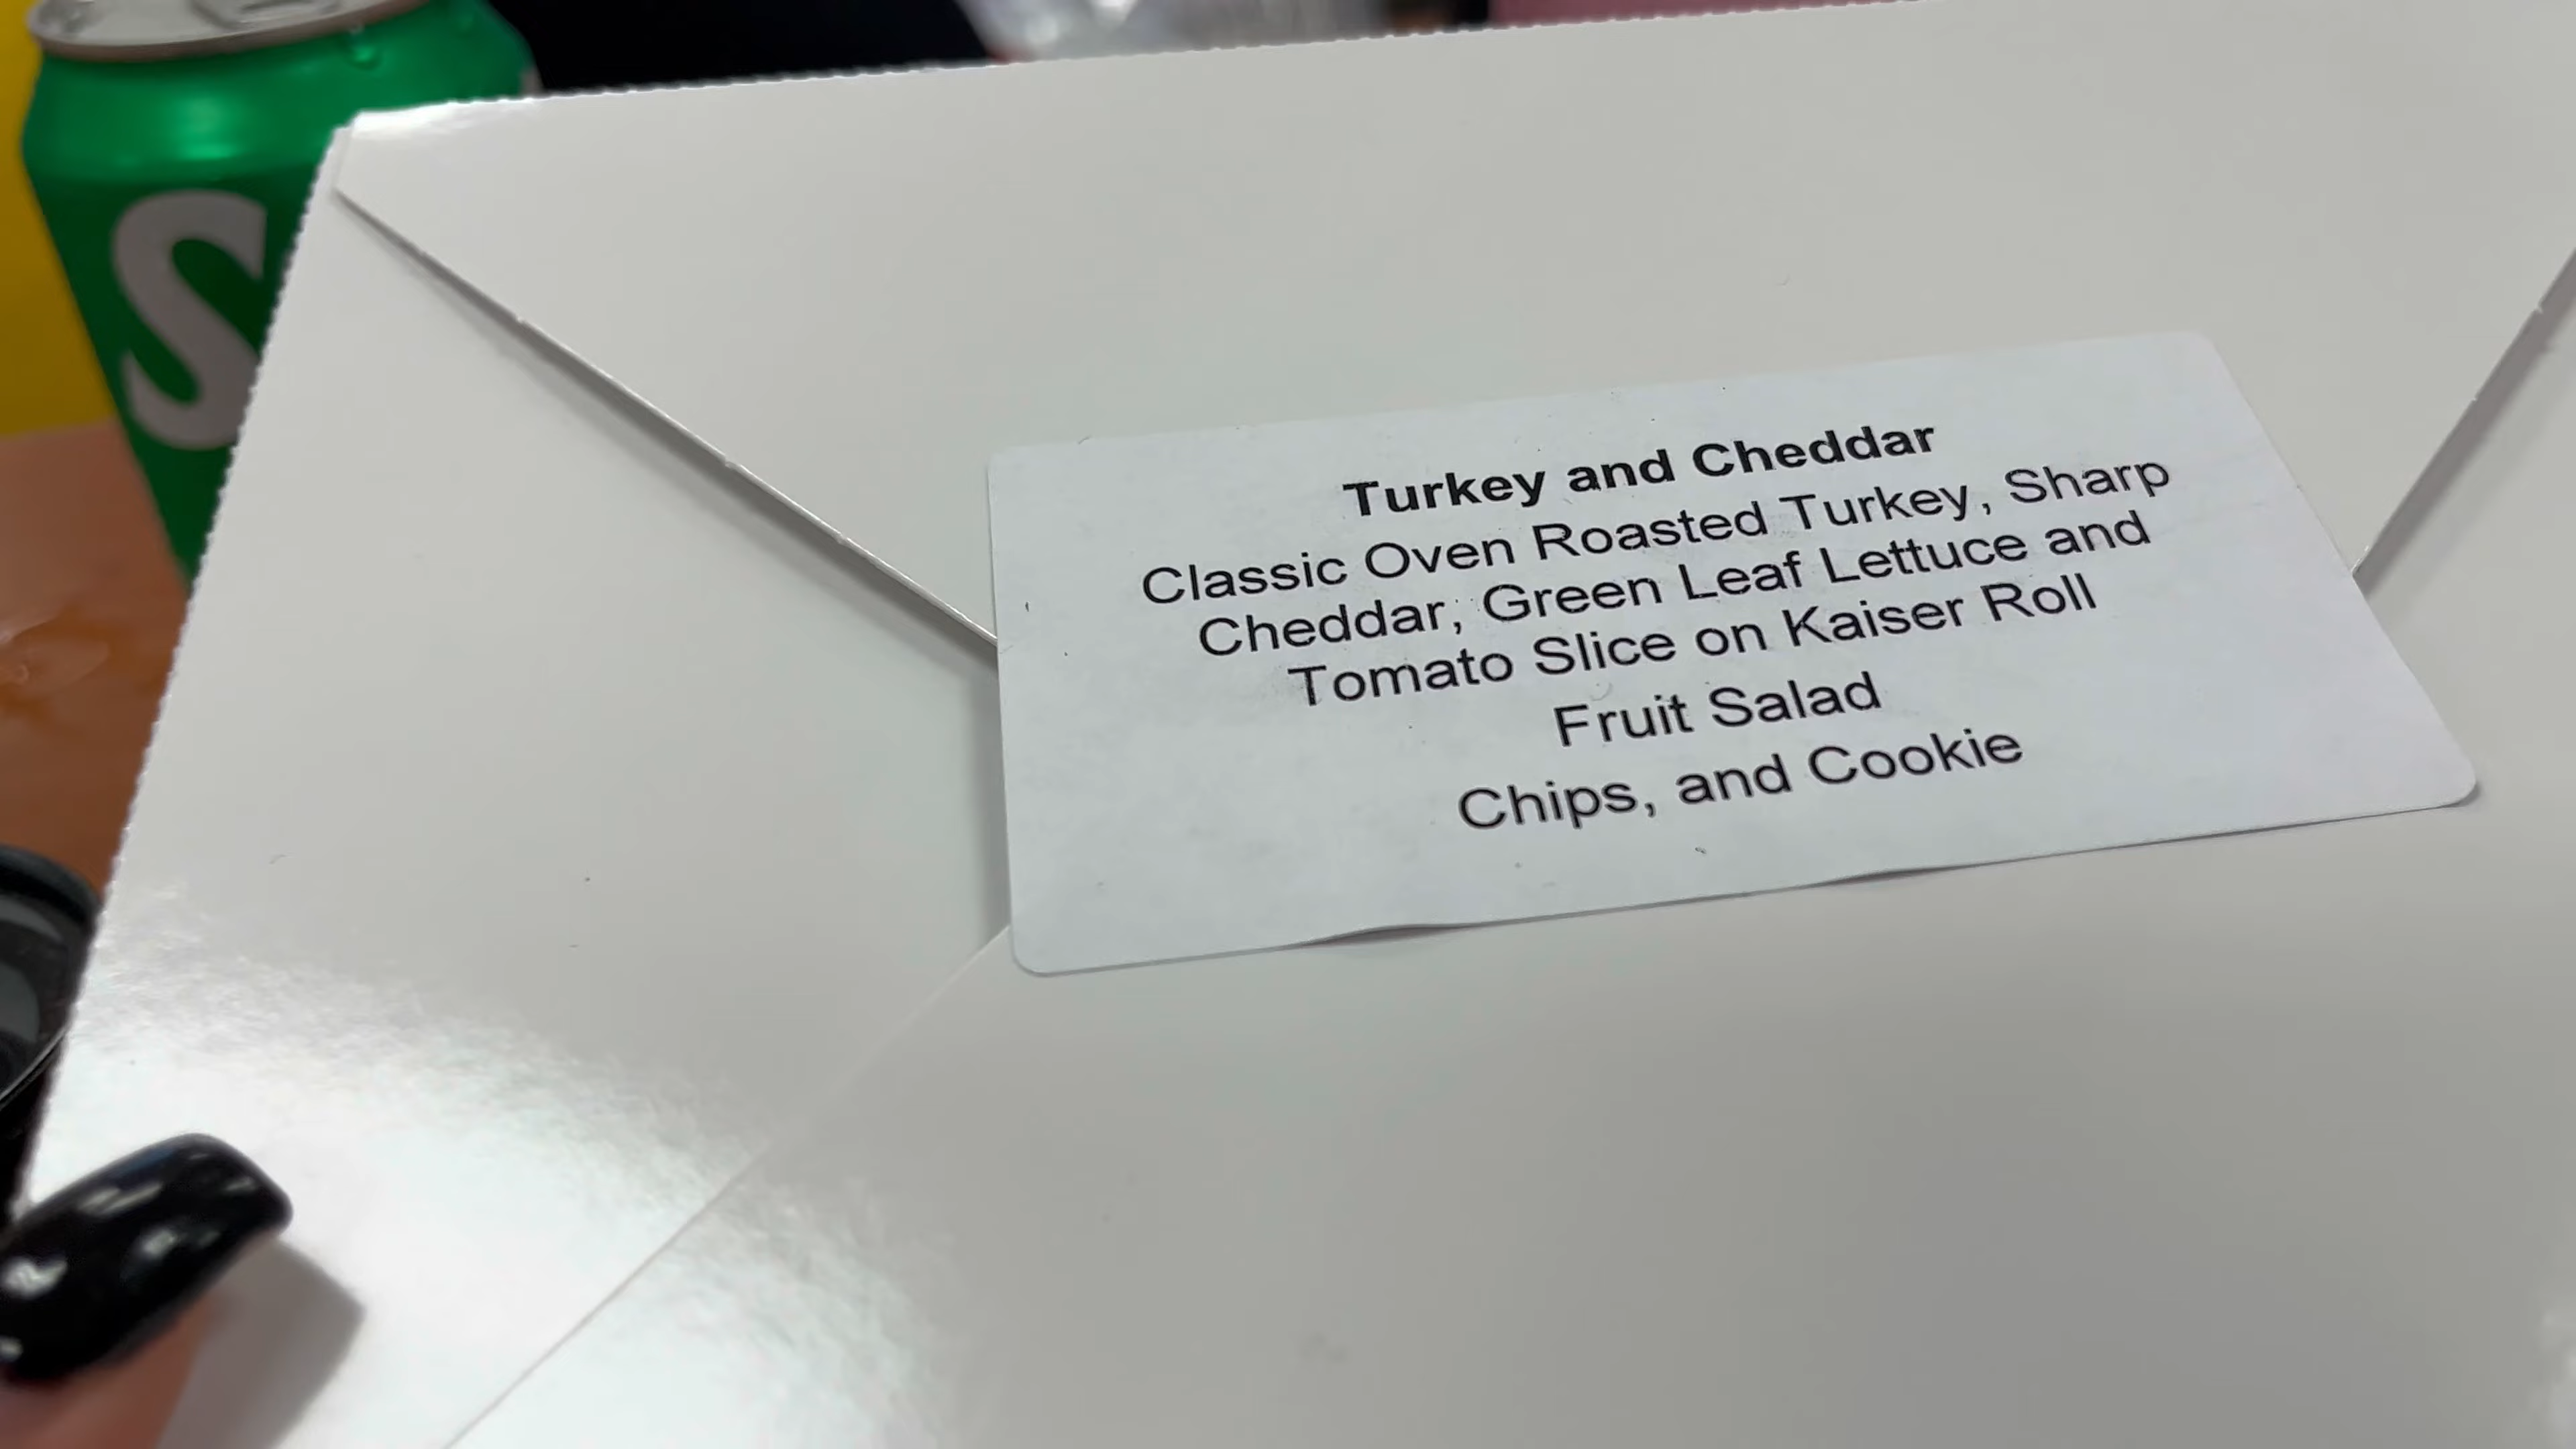 S
Turkey and Cheddar
Classic Oven Roasted Turkey, Sharp
Cheddar, Green Leaf Lettuce and
Tomato Slice on Kaiser Roll
Fruit Salad
Chips, and Cookie